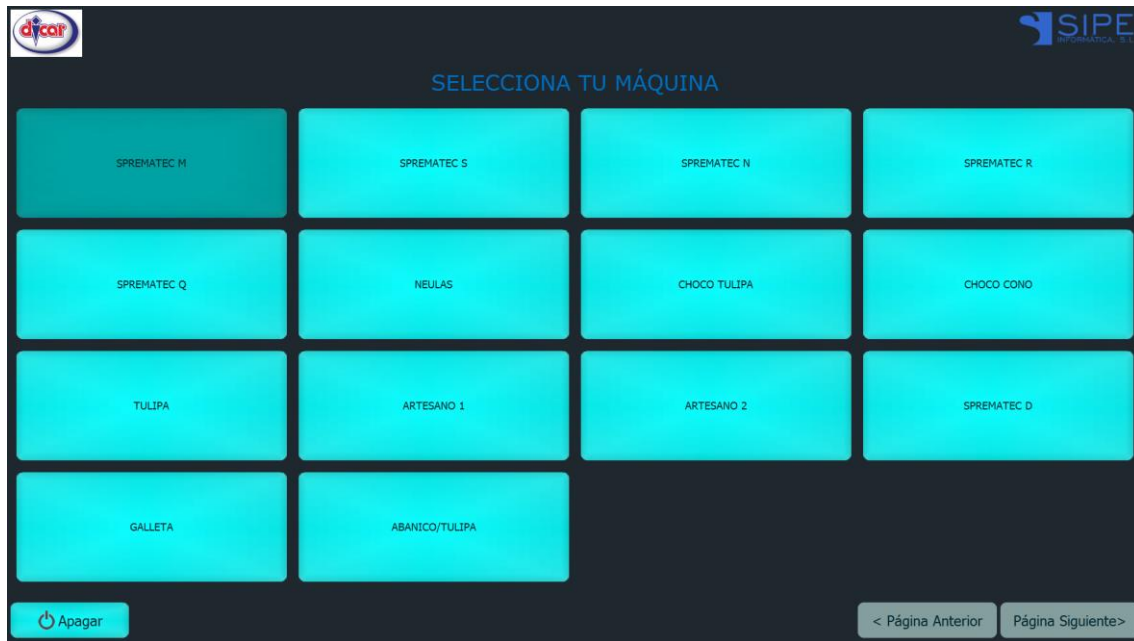 dicar
SIPE
INFORMÁTICA, S.L
SELECCIONA TU MÁQUINA
SPREMATEC M
SPREMATEC S
SPREMATEC N
SPREMATEC R
SPREMATEC Q
NEULAS
CHOCO TULIPA
CHOCO CONO
TULIPA
ARTESANO 1
ARTESANO 2
SPREMATEC D
GALLETA
ABANICO/TULIPA
Apagar
< Página Anterior
Página Siguiente>